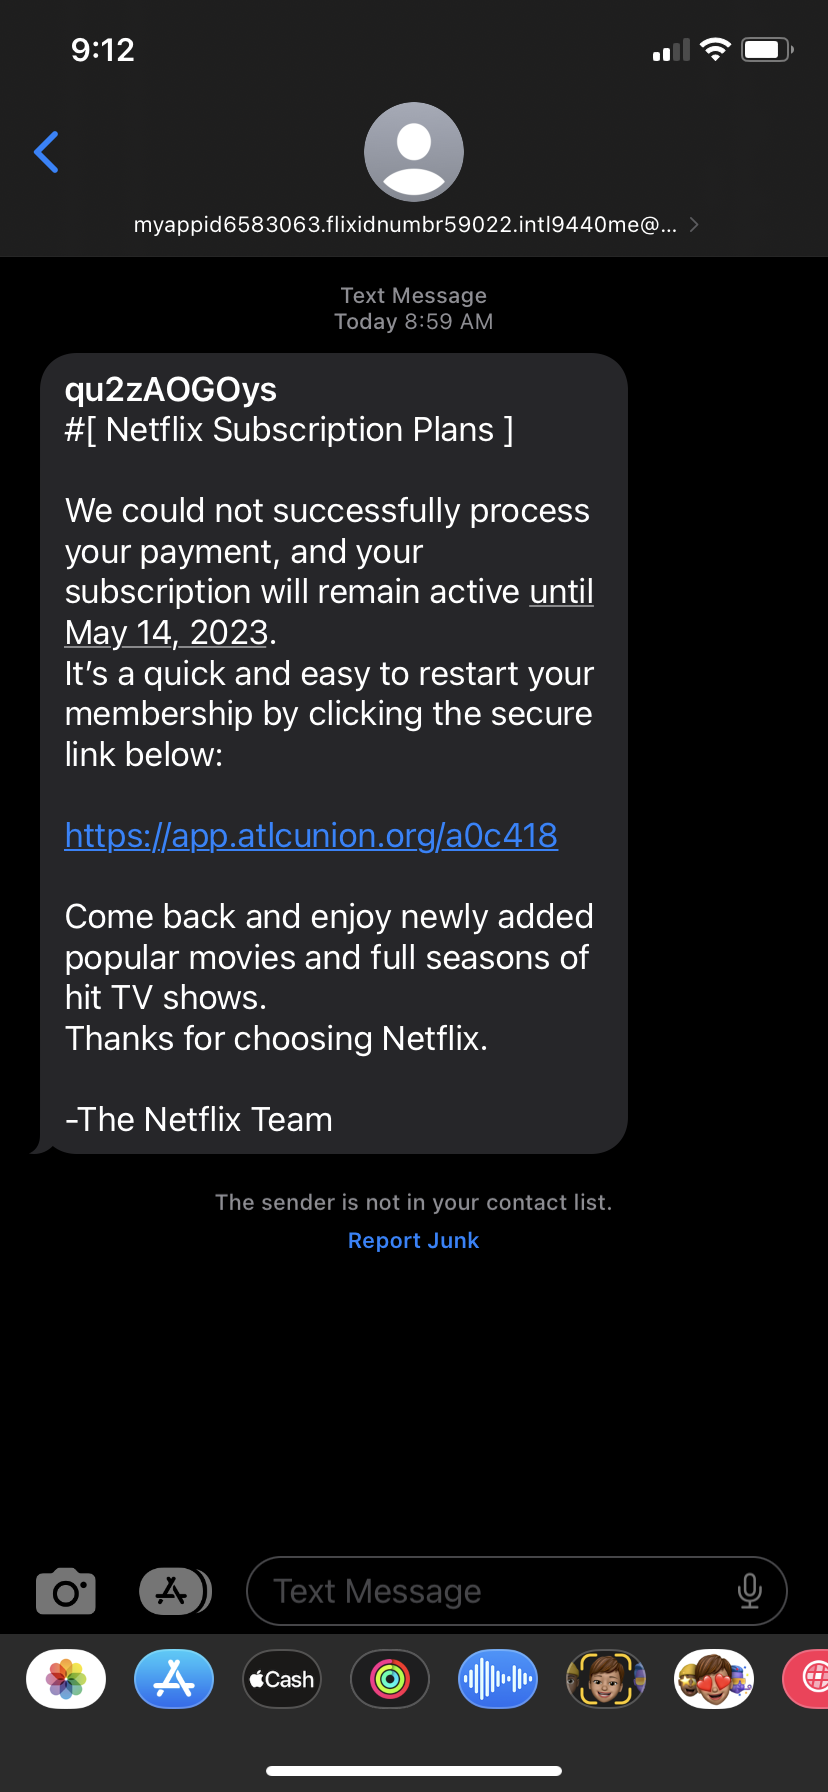 9:12
myappid6583063.flixidnumbr59022.intl9440me@...
Text Message
Today 8:59 AM
qu2zAOGOys
#[ Netflix Subscription Plans ]
We could not successfully process
your payment, and your
subscription will remain active until
May 14, 2023.
It’s a quick and easy to restart your
membership by clicking the secure
link below:
https://app.atlcunion.org/a0c418
Come back and enjoy newly added
popular movies and full seasons of
hit TV shows.
Thanks for choosing Netflix.
-The Netflix Team
The sender is not in your contact list.
Report Junk
Text Message
Cash